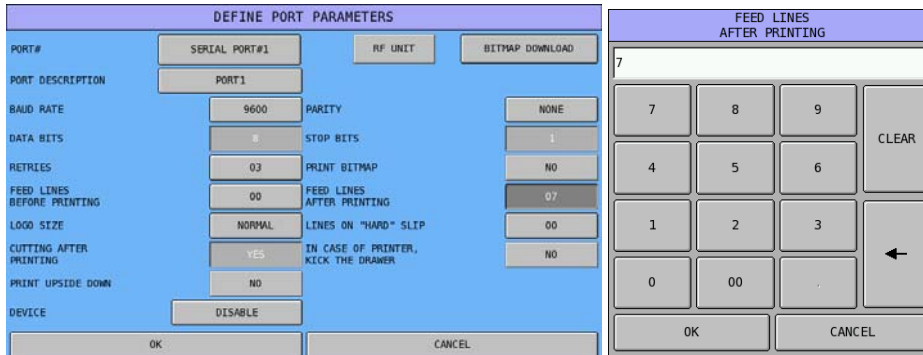 DEFINE PORT PARAMETERS
PORT# SERIAL PORT#1 RF UNIT BITMAP DOWNLOAD
PORT DESCRIPTION PORT1
BAUD RATE 9600 PARITY NONE
DATA BITS 8 STOP BITS 1
RETRIES 03 PRINT BITMAP NO
FEED LINES BEFORE PRINTING 00 FEED LINES AFTER PRINTING 07
LOGO SIZE NORMAL LINES ON "HARD" SLIP 00
CUTTING AFTER PRINTING YES IN CASE OF PRINTER, KICK THE DRAWER NO
PRINT UPSIDE DOWN NO
DEVICE DISABLE
OK CANCEL
FEED LINES
AFTER PRINTING
7
7 8 9 CLEAR
4 5 6
1 2 3
0 00 .
OK CANCEL